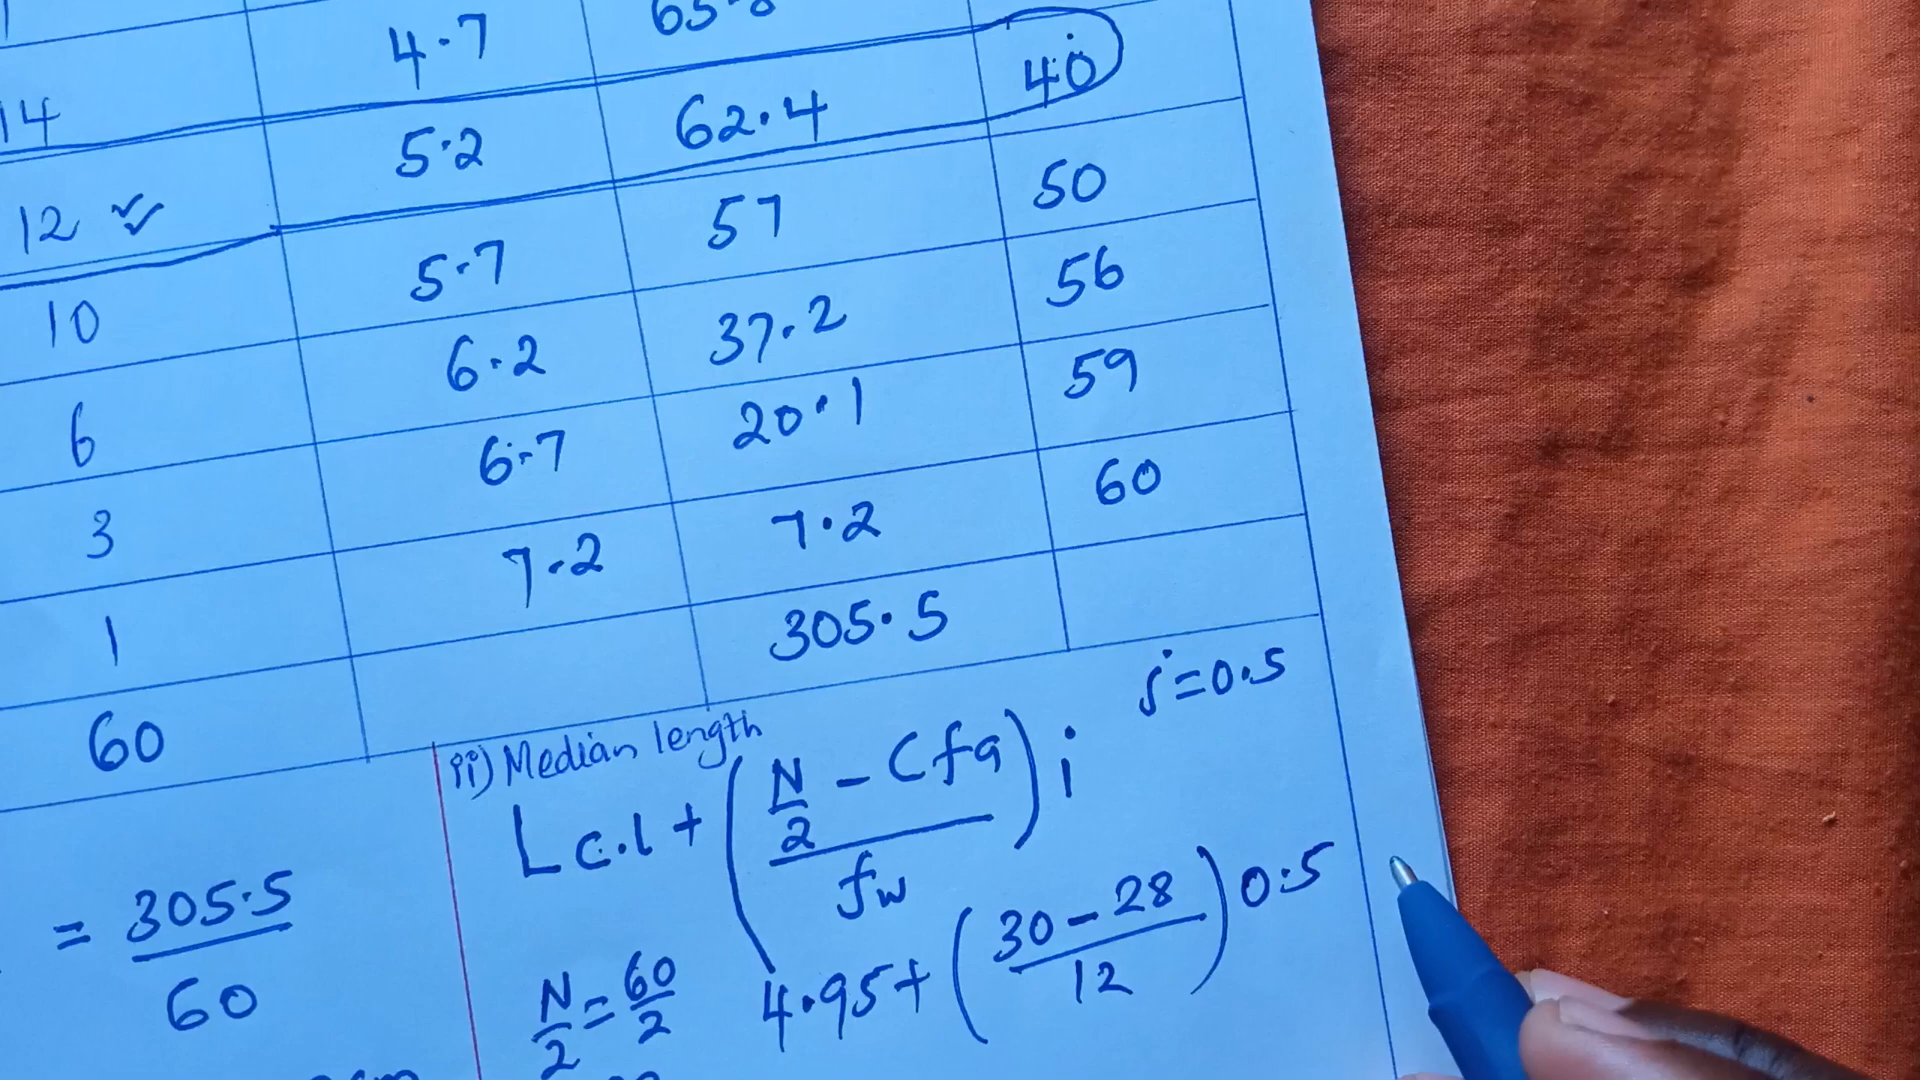 4.7 65.8
14 5.2 62.4 40
12 5.7 57 50
10 6.2 37.2 56
6 6.7 20.1 59
3 7.2 7.2 60
1 305.5
60
i=0.5
ii) Median length
L c.l + ( N/2 - Cfa / fw ) i
= 305.5 / 60
N/2 = 60/2
4.95 + ( 30 - 28 / 12 ) 0.5